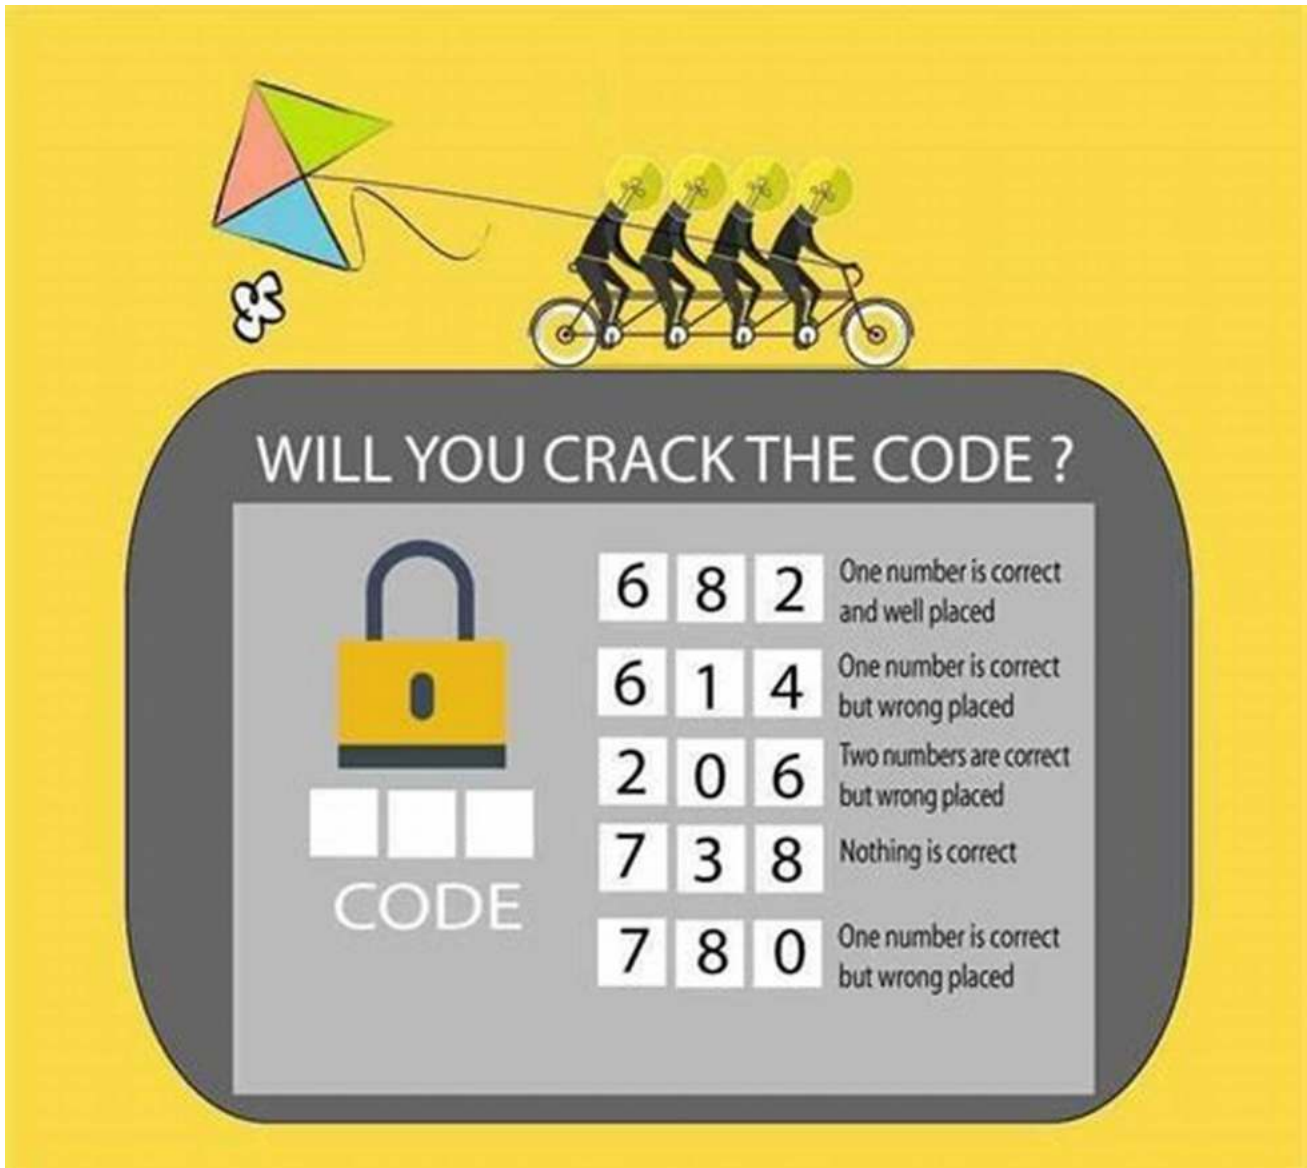 WILL YOU CRACK THE CODE ?
6 8 2 One number is correct
and well placed
6 1 4 One number is correct
but wrong placed
2 0 6 Two numbers are correct
but wrong placed
7 3 8 Nothing is correct
CODE
7 8 0 One number is correct
but wrong placed